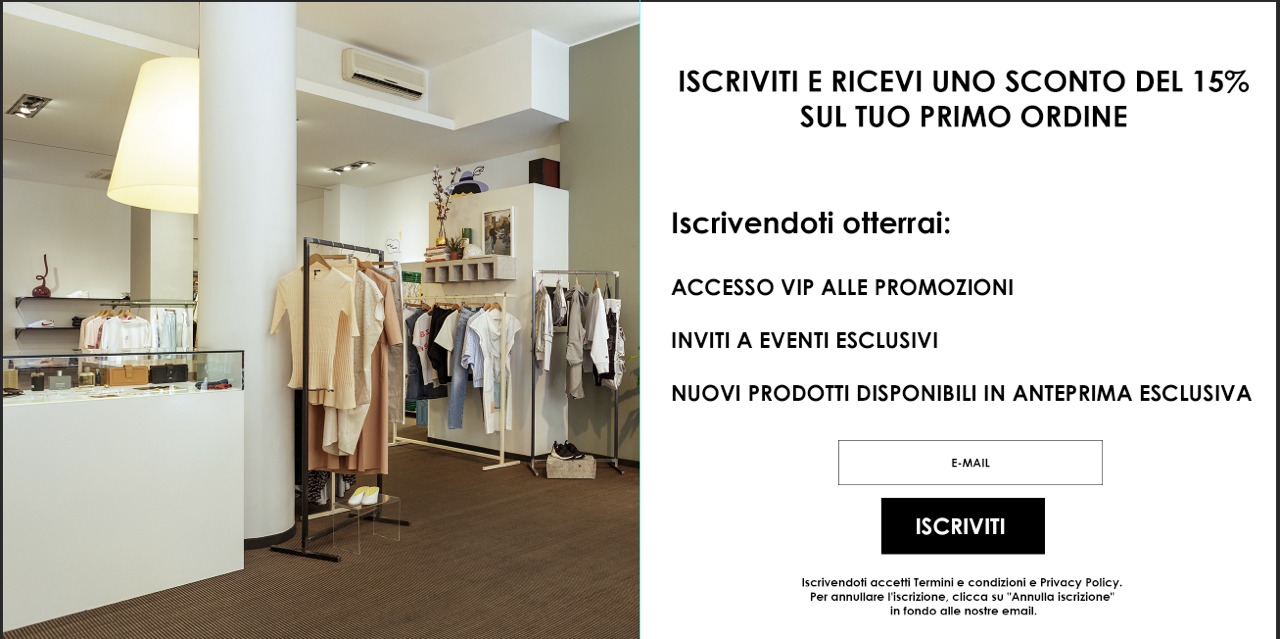 ISCRIVITI E RICEVI UNO SCONTO DEL 15%
SUL TUO PRIMO ORDINE
Iscrivendoti otterrai:
ACCESSO VIP ALLE PROMOZIONI
INVITI A EVENTI ESCLUSIVI
NUOVI PRODOTTI DISPONIBILI IN ANTEPRIMA ESCLUSIVA
E-MAIL
ISCRIVITI
Iscrivendoti accetti Termini e condizioni e Privacy Policy.
Per annullare l'iscrizione, clicca su "Annulla iscrizione"
in fondo alle nostre email.